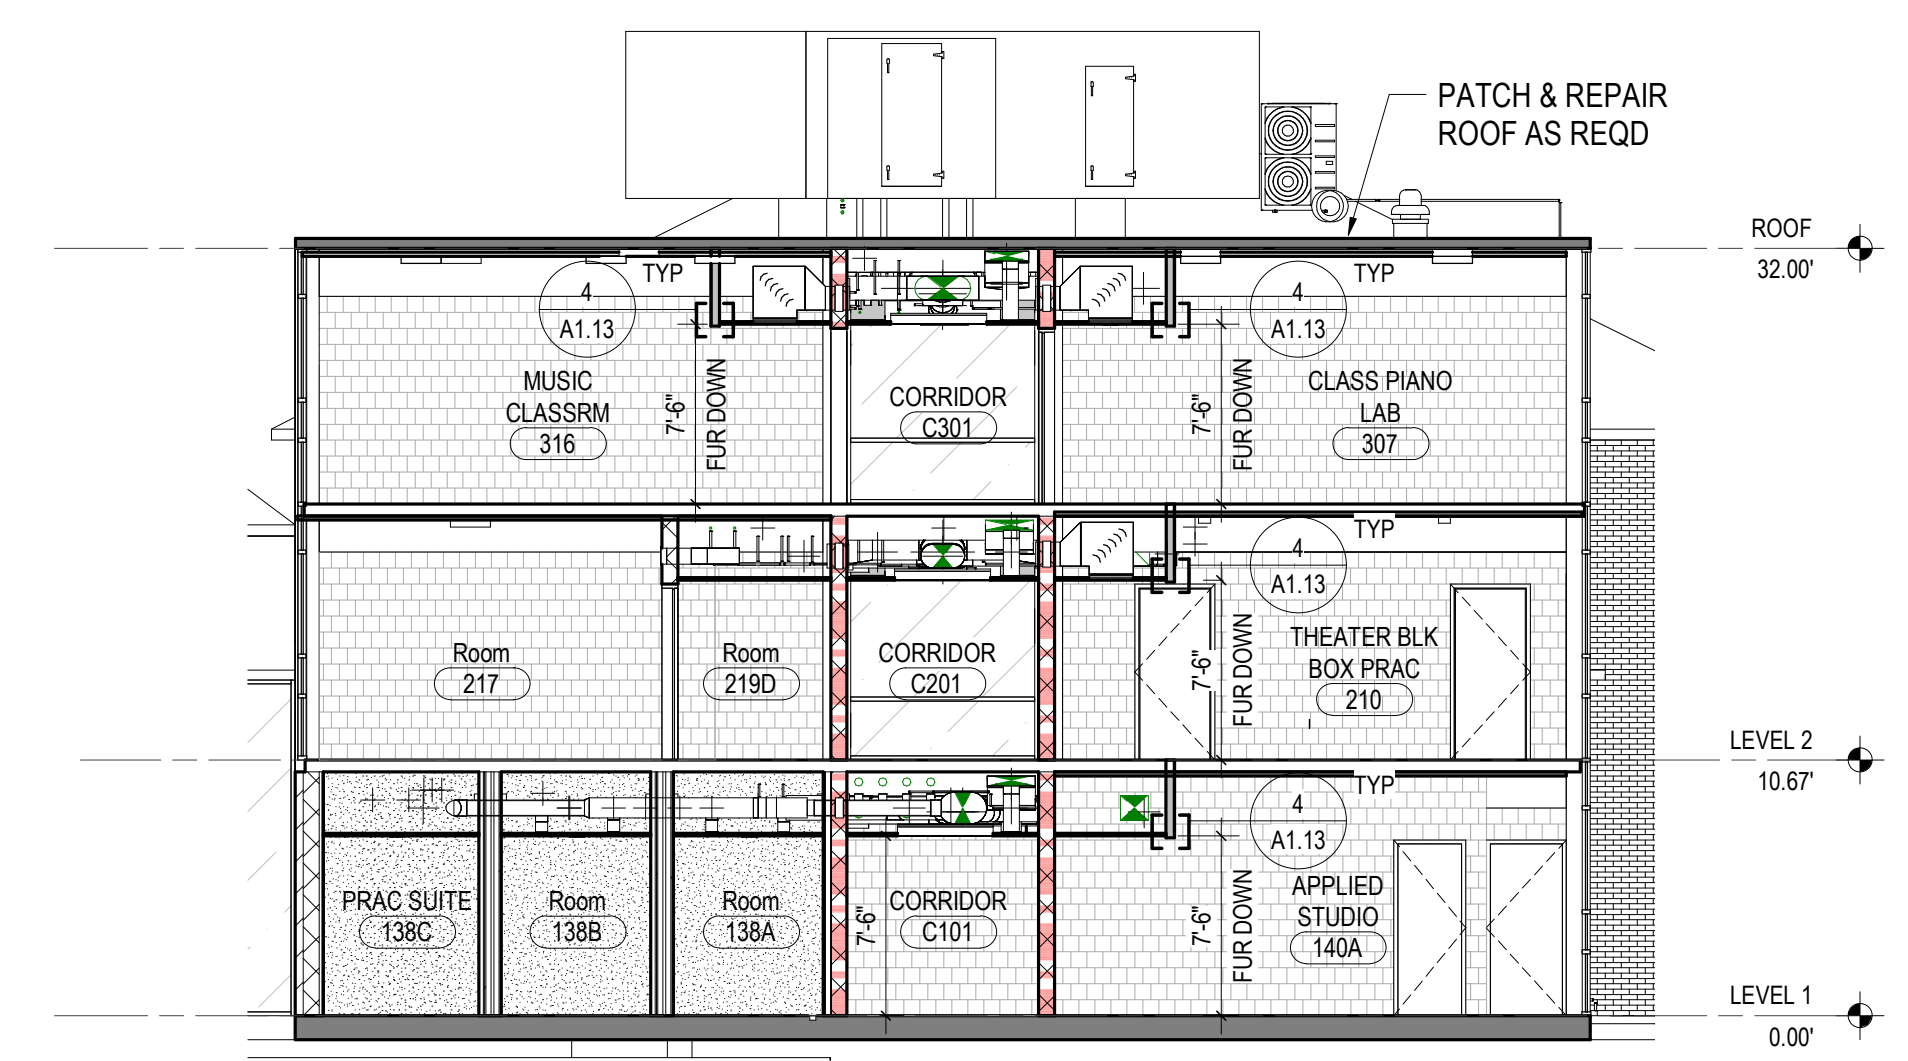 PATCH & REPAIR
ROOF AS REQD
ROOF
32.00'
TYP
4
A1.13
TYP
4
A1.13
MUSIC
CLASSRM
316
7'-6"
FUR DOWN
CORRIDOR
C301
7'-6"
FUR DOWN
CLASS PIANO
LAB
307
TYP
4
A1.13
Room
217
Room
219D
CORRIDOR
C201
7'-6"
FUR DOWN
THEATER BLK
BOX PRAC
210
LEVEL 2
10.67'
TYP
4
A1.13
PRAC SUITE
138C
Room
138B
Room
138A
7'-6"
CORRIDOR
C101
7'-6"
FUR DOWN
APPLIED
STUDIO
140A
LEVEL 1
0.00'